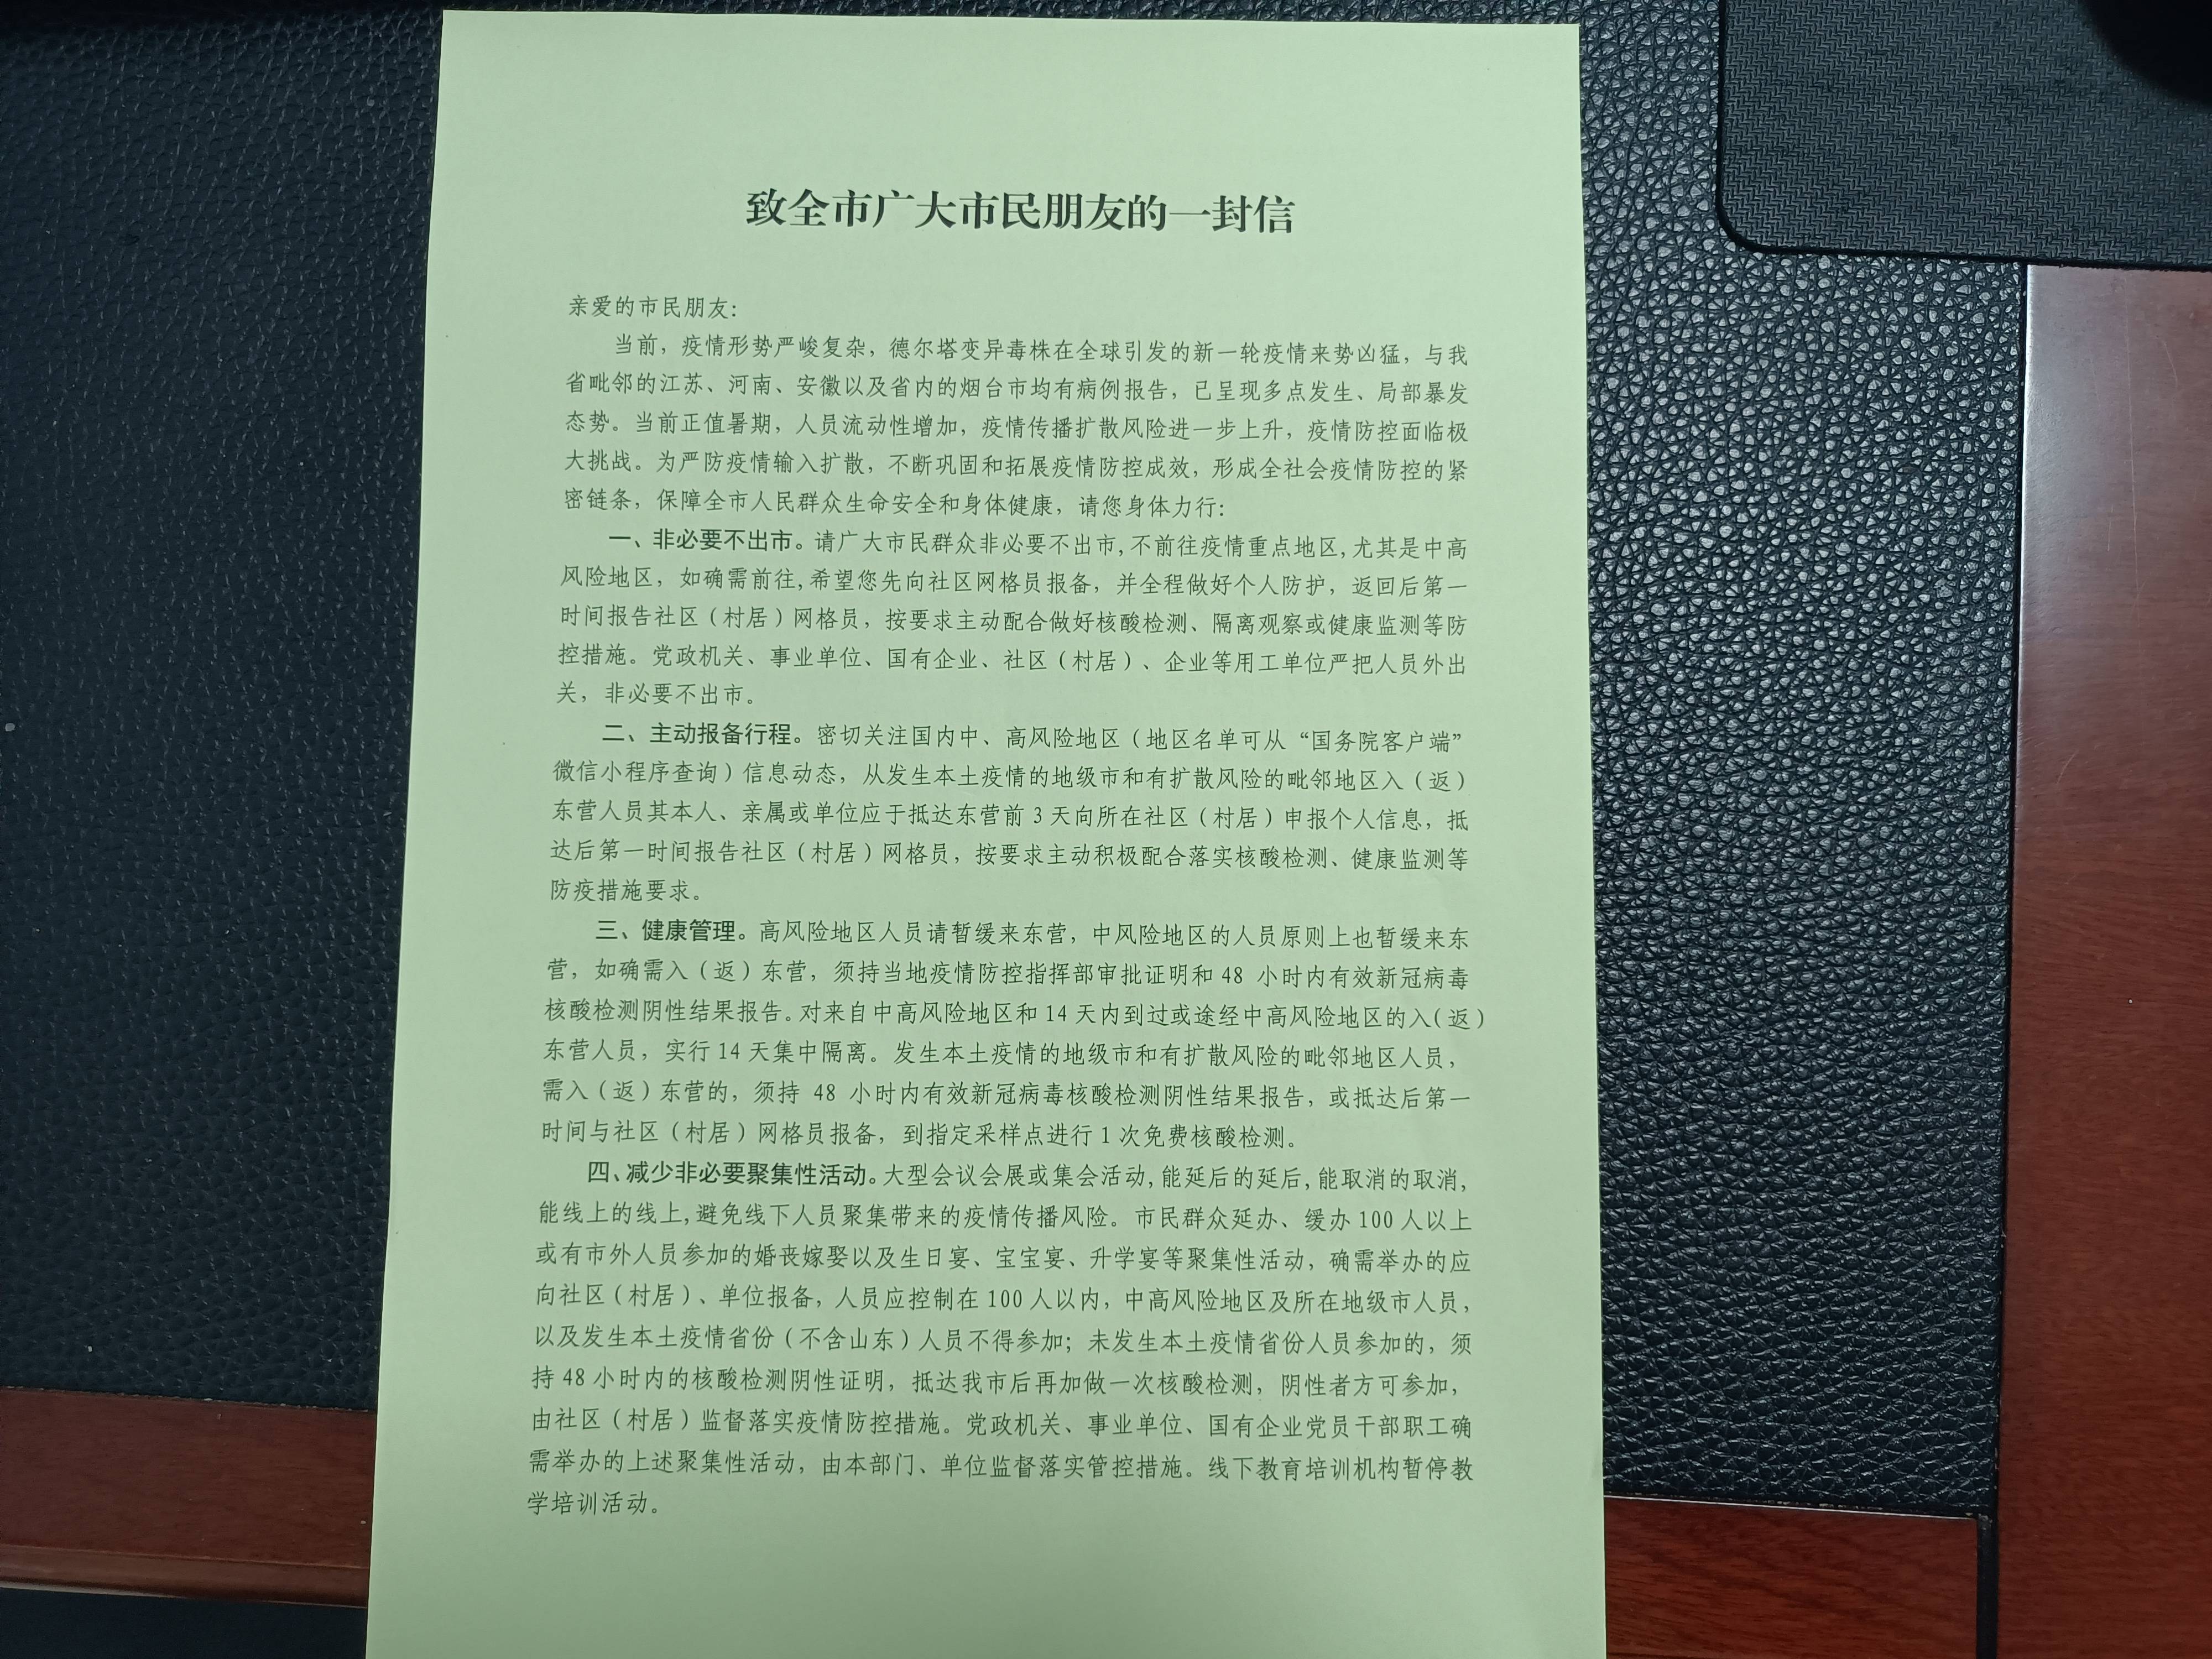 致全市广大市民朋友的一封信
亲爱的市民朋友：
当前，疫情形势严峻复杂，德尔塔变异毒株在全球引发的新一轮疫情来势凶猛，与我
省毗邻的江苏、河南、安徽以及省内的烟台市均有病例报告，已呈现多点发生、局部暴发
态势。当前正值暑期，人员流动性增加，疫情传播扩散风险进一步上升，疫情防控面临极
大挑战。为严防疫情输入扩散，不断巩固和拓展疫情防控成效，形成全社会疫情防控的紧
密链条，保障全市人民群众生命安全和身体健康，请您身体力行：
一、非必要不出市。请广大市民群众非必要不出市，不前往疫情重点地区，尤其是中高
风险地区，如确需前往，希望您先向社区网格员报备，并全程做好个人防护，返回后第一
时间报告社区（村居）网格员，按要求主动配合做好核酸检测、隔离观察或健康监测等防
控措施。党政机关、事业单位、国有企业、社区（村居）、企业等用工单位严把人员外出
关，非必要不出市。
二、主动报备行程。密切关注国内中、高风险地区（地区名单可从“国务院客户端”
微信小程序查询）信息动态，从发生本土疫情的地级市和有扩散风险的毗邻地区入（返）
东营人员其本人、亲属或单位应于抵达东营前 3 天向所在社区（村居）申报个人信息，抵
达后第一时间报告社区（村居）网格员，按要求主动积极配合落实核酸检测、健康监测等
防疫措施要求。
三、健康管理。高风险地区人员请暂缓来东营，中风险地区的人员原则上也暂缓来东
营，如确需入（返）东营，须持当地疫情防控指挥部审批证明和 48 小时内有效新冠病毒
核酸检测阴性结果报告。对来自中高风险地区和 14 天内到过或途经中高风险地区的入（返）
东营人员，实行 14 天集中隔离。发生本土疫情的地级市和有扩散风险的毗邻地区人员，
需入（返）东营的，须持 48 小时内有效新冠病毒核酸检测阴性结果报告，或抵达后第一
时间与社区（村居）网格员报备，到指定采样点进行 1 次免费核酸检测。
四、减少非必要聚集性活动。大型会议会展或集会活动，能延后的延后，能取消的取消，
能线上的线上，避免线下人员聚集带来的疫情传播风险。市民群众延办、缓办 100 人以上
或有市外人员参加的婚丧嫁娶以及生日宴、宝宝宴、升学宴等聚集性活动，确需举办的应
向社区（村居）、单位报备，人员应控制在 100 人以内，中高风险地区及所在地级市人员，
以及发生本土疫情省份（不含山东）人员不得参加；未发生本土疫情省份人员参加的，须
持 48 小时内的核酸检测阴性证明，抵达我市后再加做一次核酸检测，阴性者方可参加，
由社区（村居）监督落实疫情防控措施。党政机关、事业单位、国有企业党员干部职工确
需举办的上述聚集性活动，由本部门、单位监督落实管控措施。线下教育培训机构暂停教
学培训活动。